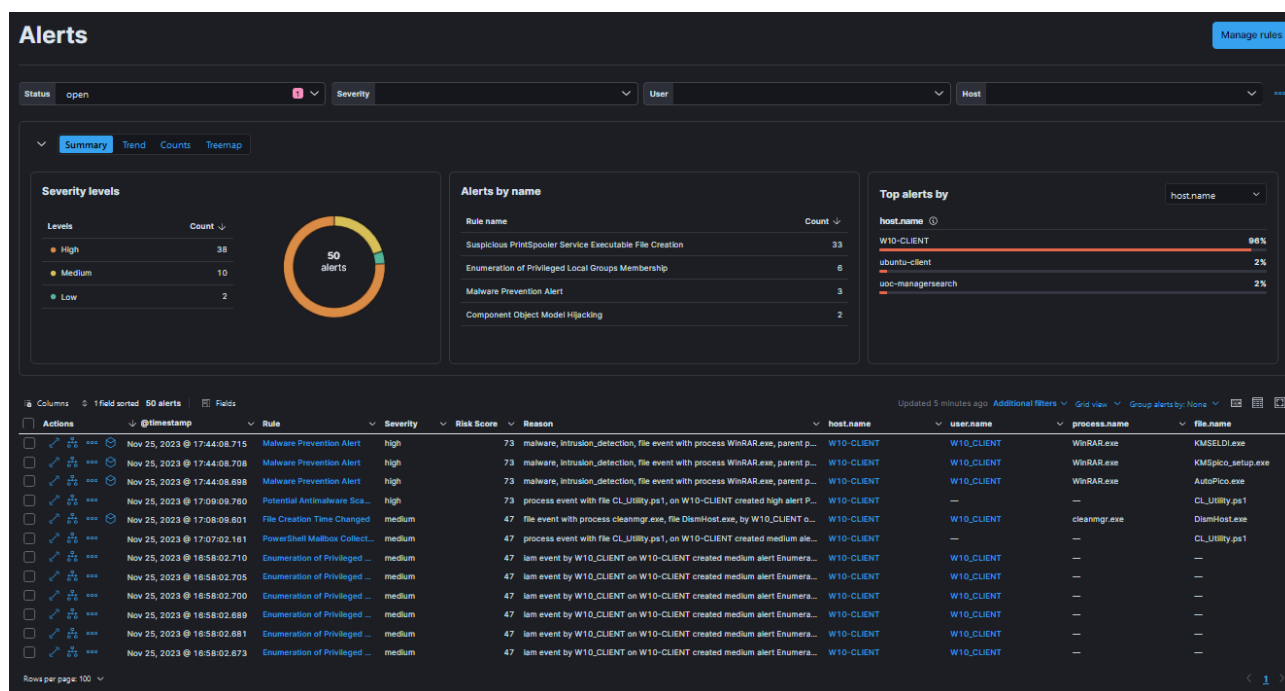 Alerts
Manage rules
Status open 1 Severity User Host
Summary Trend Counts Treemap
Severity levels
Levels Count
High 38
Medium 10
Low 2
50
alerts
Alerts by name
Rule name Count
Suspicious PrintSpooler Service Executable File Creation 33
Enumeration of Privileged Local Groups Membership 6
Malware Prevention Alert 3
Component Object Model Hijacking 2
Top alerts by host.name
host.name
W10-CLIENT 96%
ubuntu-client 2%
uoc-managersearch 2%
Columns 1 field sorted 50 alerts Fields Updated 5 minutes ago Additional filters Grid view Group alerts by: None
Actions @timestamp Rule Severity Risk Score Reason host.name user.name process.name file.name
Nov 25, 2023 @ 17:44:08.715 Malware Prevention Alert high 73 malware, intrusion_detection, file event with process WinRAR.exe, parent p... W10-CLIENT W10_CLIENT WinRAR.exe KMSELDI.exe
Nov 25, 2023 @ 17:44:08.708 Malware Prevention Alert high 73 malware, intrusion_detection, file event with process WinRAR.exe, parent p... W10-CLIENT W10_CLIENT WinRAR.exe KMSpico_setup.exe
Nov 25, 2023 @ 17:44:08.698 Malware Prevention Alert high 73 malware, intrusion_detection, file event with process WinRAR.exe, parent p... W10-CLIENT W10_CLIENT WinRAR.exe AutoPico.exe
Nov 25, 2023 @ 17:09:09.760 Potential Antimalware Sca... high 73 process event with file CL_Utility.ps1, on W10-CLIENT created high alert P... W10-CLIENT — CL_Utility.ps1
Nov 25, 2023 @ 17:08:09.601 File Creation Time Changed medium 47 file event with process cleanmgr.exe, file DismHost.exe, by W10_CLIENT o... W10-CLIENT W10_CLIENT cleanmgr.exe DismHost.exe
Nov 25, 2023 @ 17:07:02.161 PowerShell Mailbox Collect... medium 47 process event with file CL_Utility.ps1, on W10-CLIENT created medium ale... W10-CLIENT — CL_Utility.ps1
Nov 25, 2023 @ 16:58:02.710 Enumeration of Privileged ... medium 47 iam event by W10_CLIENT on W10-CLIENT created medium alert Enumera... W10-CLIENT W10_CLIENT — —
Nov 25, 2023 @ 16:58:02.705 Enumeration of Privileged ... medium 47 iam event by W10_CLIENT on W10-CLIENT created medium alert Enumera... W10-CLIENT W10_CLIENT — —
Nov 25, 2023 @ 16:58:02.700 Enumeration of Privileged ... medium 47 iam event by W10_CLIENT on W10-CLIENT created medium alert Enumera... W10-CLIENT W10_CLIENT — —
Nov 25, 2023 @ 16:58:02.689 Enumeration of Privileged ... medium 47 iam event by W10_CLIENT on W10-CLIENT created medium alert Enumera... W10-CLIENT W10_CLIENT — —
Nov 25, 2023 @ 16:58:02.681 Enumeration of Privileged ... medium 47 iam event by W10_CLIENT on W10-CLIENT created medium alert Enumera... W10-CLIENT W10_CLIENT — —
Nov 25, 2023 @ 16:58:02.673 Enumeration of Privileged ... medium 47 iam event by W10_CLIENT on W10-CLIENT created medium alert Enumera... W10-CLIENT W10_CLIENT — —
Rows per page: 100 1